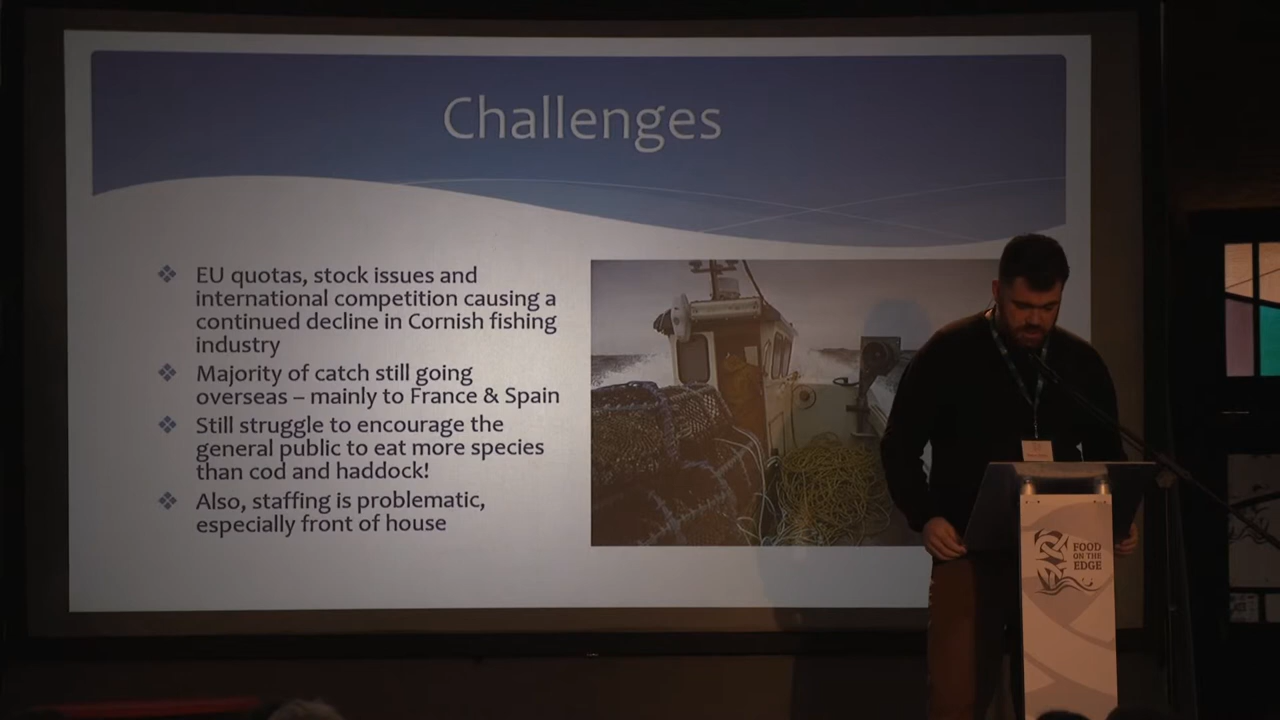 Challenges
❖ EU quotas, stock issues and
international competition causing a
continued decline in Cornish fishing
industry
❖ Majority of catch still going
overseas – mainly to France & Spain
❖ Still struggle to encourage the
general public to eat more species
than cod and haddock!
❖ Also, staffing is problematic,
especially front of house
FOOD
ON THE
EDGE